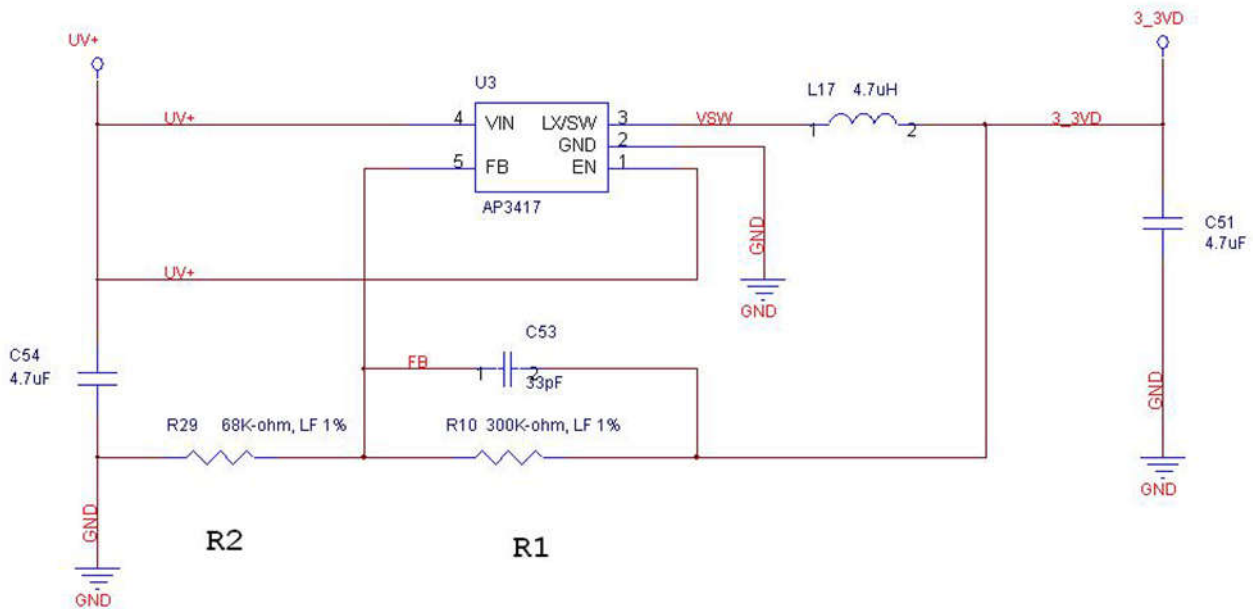 UV+
3_3VD
U3
L17 4.7uH
UV+
4
VIN
LX/SW
3
VSW
1
2
3_3VD
GND
2
5
FB
EN
1
AP3417
C51
4.7uF
GND
UV+
GND
C53
C54
4.7uF
FB
1
2
33pF
GND
R29 68K-ohm, LF 1%
R10 300K-ohm, LF 1%
GND
GND
R2
R1
GND